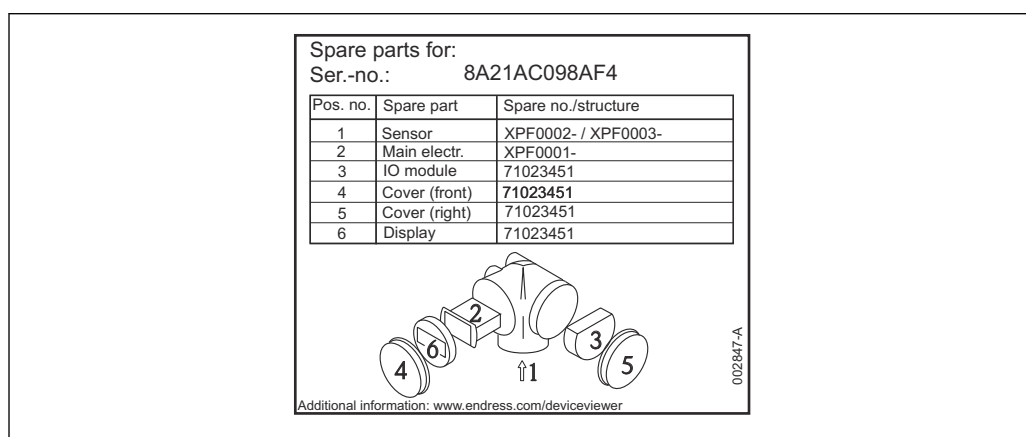 Spare parts for:
Ser.-no.: 8A21AC098AF4
Pos. no. Spare part Spare no./structure
1 Sensor XPF0002- / XPF0003-
2 Main electr. XPF0001-
3 IO module 71023451
4 Cover (front) 71023451
5 Cover (right) 71023451
6 Display 71023451
2
6
3
4
1
5
002847-A
Additional information: www.endress.com/deviceviewer